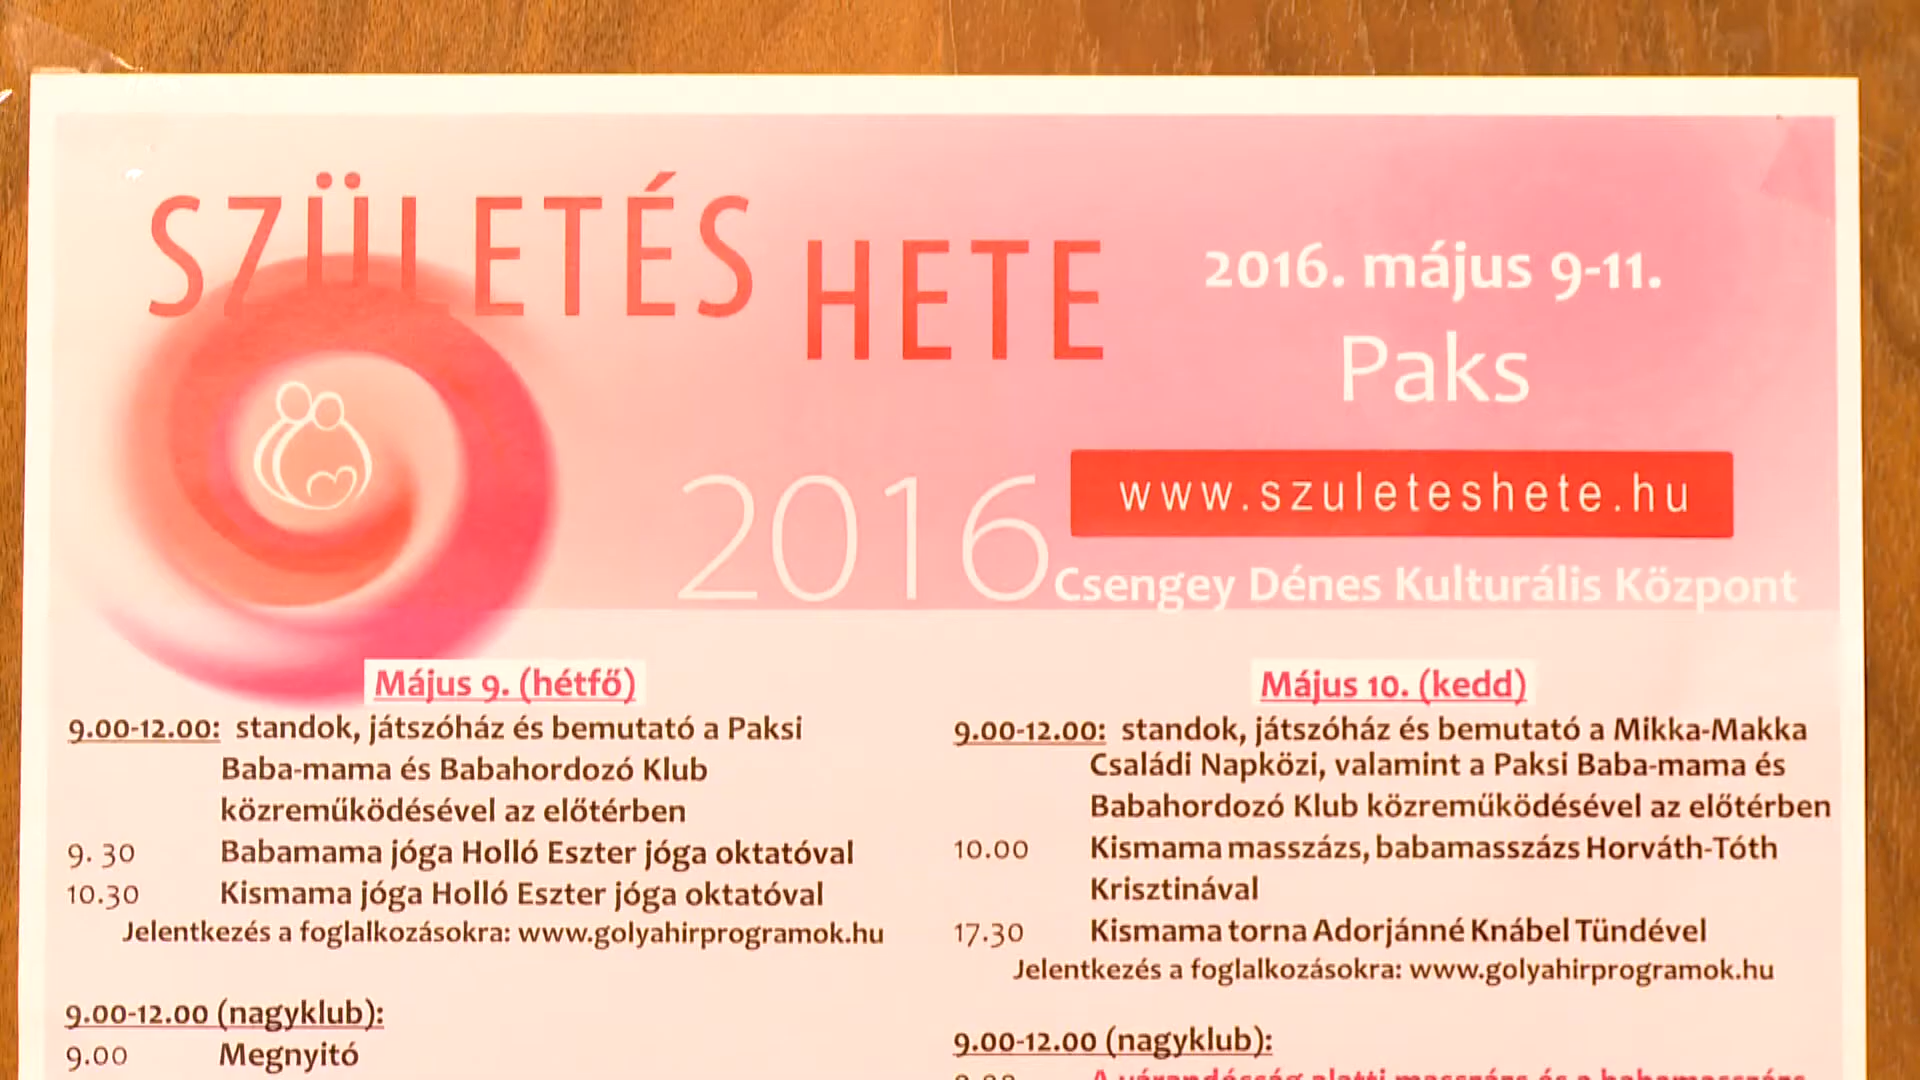 SZÜLETÉS HETE
2016. május 9-11.
Paks
2016
www.szuleteshete.hu
Csengey Dénes Kulturális Központ
Május 9. (hétfő)
9.00-12.00: standok, játszóház és bemutató a Paksi
Baba-mama és Babahordozó Klub
közreműködésével az előtérben
9. 30 Babamama jóga Holló Eszter jóga oktatóval
10.30 Kismama jóga Holló Eszter jóga oktatóval
Jelentkezés a foglalkozásokra: www.golyahirprogramok.hu
9.00-12.00 (nagyklub):
9.00 Megnyitó
Május 10. (kedd)
9.00-12.00: standok, játszóház és bemutató a Mikka-Makka
Családi Napközi, valamint a Paksi Baba-mama és
Babahordozó Klub közreműködésével az előtérben
10.00 Kismama masszázs, babamasszázs Horváth-Tóth
Krisztinával
17.30 Kismama torna Adorjánné Knábel Tündével
Jelentkezés a foglalkozásokra: www.golyahirprogramok.hu
9.00-12.00 (nagyklub):
A várandósság alatti masszázs és a babamasszázs